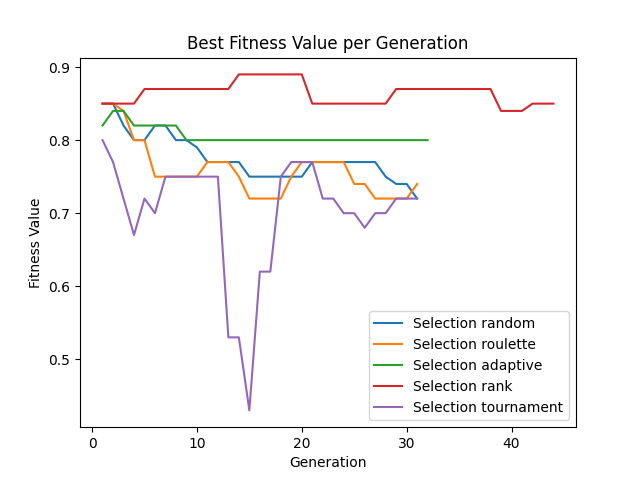 Best Fitness Value per Generation
0.9
0.8
0.7
0.6
0.5
Fitness Value
0
10
20
30
40
Generation
Selection random
Selection roulette
Selection adaptive
Selection rank
Selection tournament